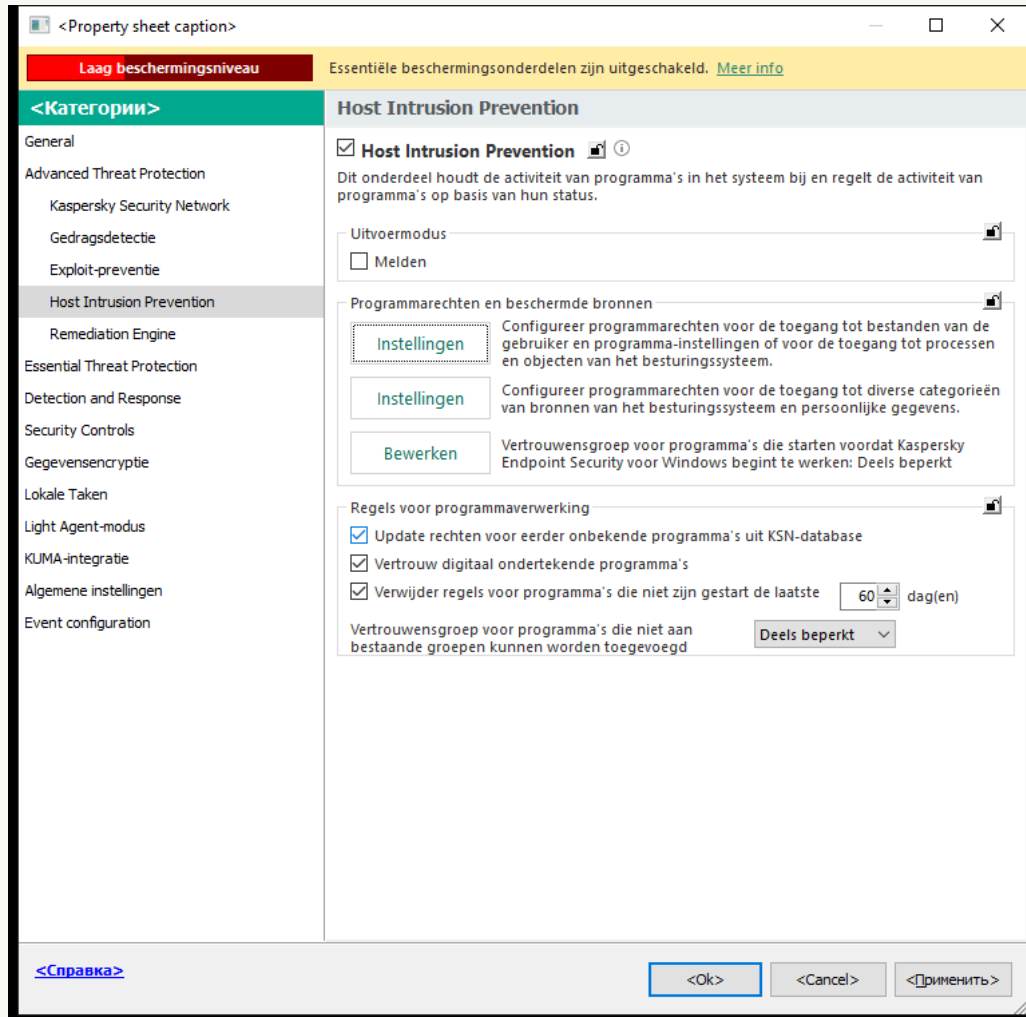 <Property sheet caption>
Laag beschermingsniveau
Essentiële beschermingsonderdelen zijn uitgeschakeld. Meer info
<Категории>
General
Advanced Threat Protection
Kaspersky Security Network
Gedragsdetectie
Exploit-preventie
Host Intrusion Prevention
Remediation Engine
Essential Threat Protection
Detection and Response
Security Controls
Gegevensencryptie
Lokale Taken
Light Agent-modus
KUMA-integratie
Algemene instellingen
Event configuration
Host Intrusion Prevention
Host Intrusion Prevention
Dit onderdeel houdt de activiteit van programma's in het systeem bij en regelt de activiteit van
programma's op basis van hun status.
Uitvoermodus
Melden
Programmarechten en beschermde bronnen
Instellingen
Configureer programmarechten voor de toegang tot bestanden van de
gebruiker en programma-instellingen of voor de toegang tot processen
en objecten van het besturingssysteem.
Instellingen
Configureer programmarechten voor de toegang tot diverse categorieën
van bronnen van het besturingssysteem en persoonlijke gegevens.
Bewerken
Vertrouwensgroep voor programma's die starten voordat Kaspersky
Endpoint Security voor Windows begint te werken: Deels beperkt
Regels voor programmaverwerking
Update rechten voor eerder onbekende programma's uit KSN-database
Vertrouw digitaal ondertekende programma's
Verwijder regels voor programma's die niet zijn gestart de laatste 60 dag(en)
Vertrouwensgroep voor programma's die niet aan
bestaande groepen kunnen worden toegevoegd
Deels beperkt
<Справка>
<Ok> <Cancel> <Применить>